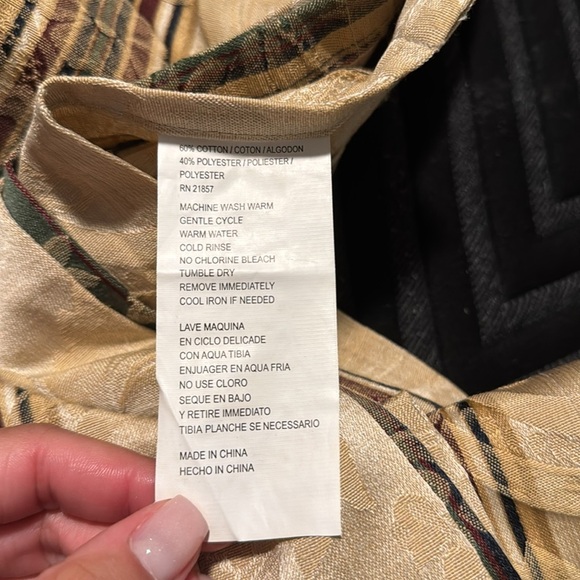 60% COTTON / COTON / ALGODON
40% POLYESTER / POLIESTER /
POLYESTER
RN 21857
MACHINE WASH WARM
GENTLE CYCLE
WARM WATER
COLD RINSE
NO CHLORINE BLEACH
TUMBLE DRY
REMOVE IMMEDIATELY
COOL IRON IF NEEDED
LAVE MAQUINA
EN CICLO DELICADE
CON AQUA TIBIA
ENJUAGER EN AQUA FRIA
NO USE CLORO
SEQUE EN BAJO
Y RETIRE IMMEDIATO
TIBIA PLANCHE SE NECESSARIO
MADE IN CHINA
HECHO IN CHINA